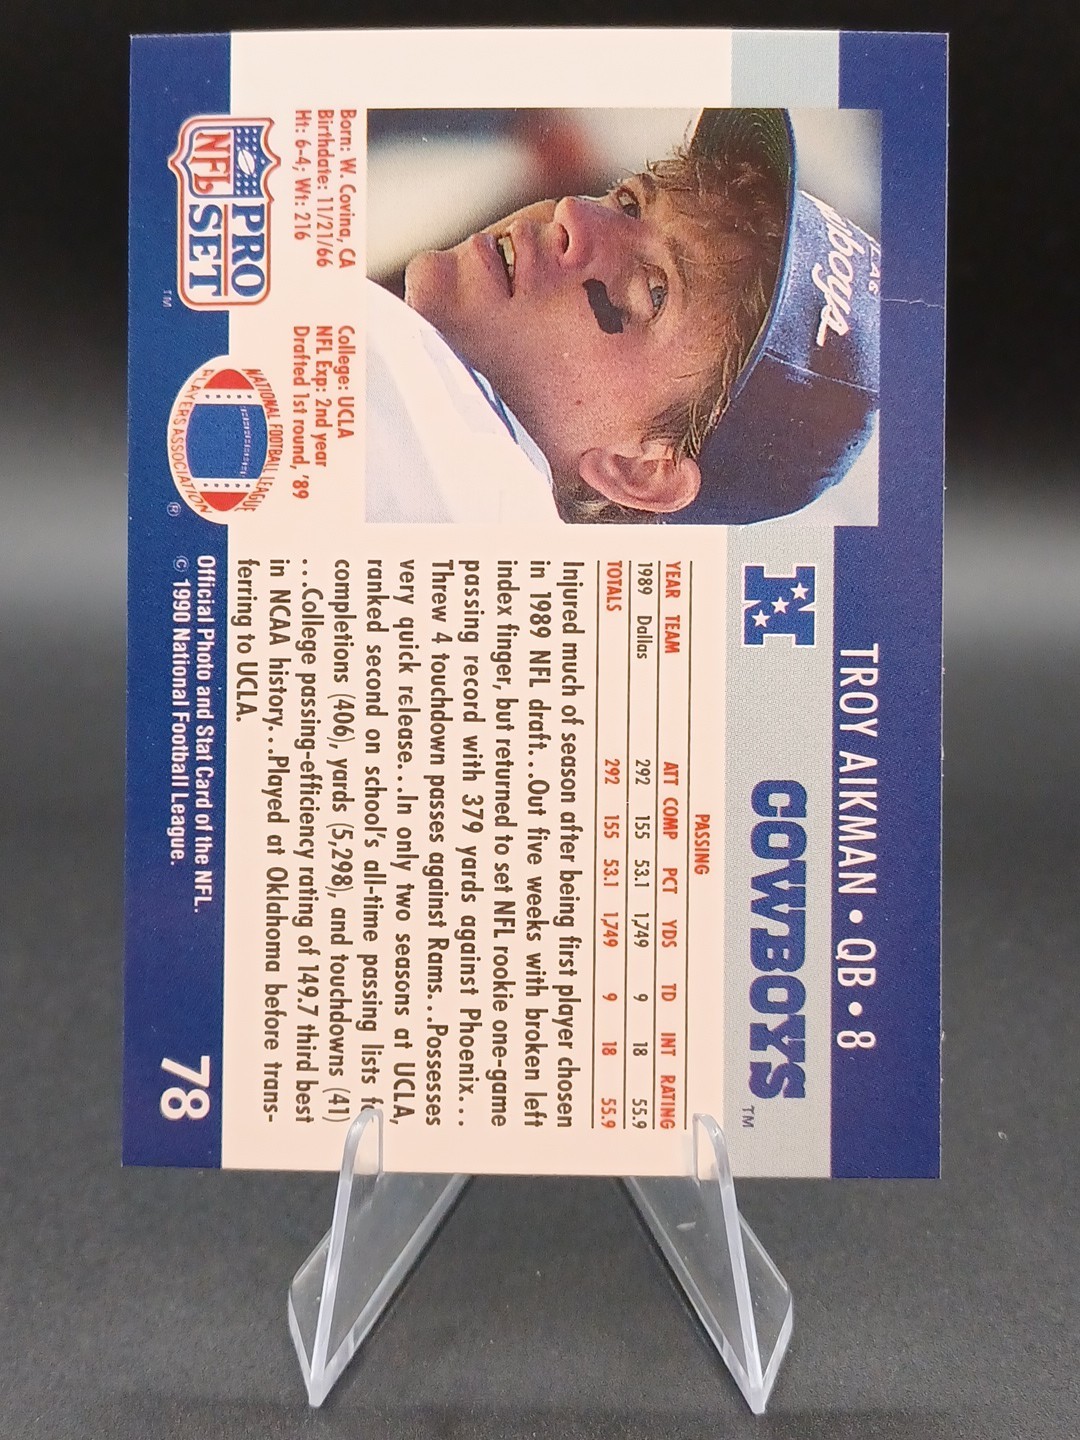 TROY AIKMAN • QB • 8
COWBOYS TM
PASSING
YEAR TEAM ATT COMP PCT YDS TD INT RATING
1989 Dallas 292 155 53.1 1,749 9 18 55.9
TOTALS 292 155 53.1 1,749 9 18 55.9
Injured much of season after being first player chosen
in 1989 NFL draft...Out five weeks with broken left
index finger, but returned to set NFL rookie one-game
passing record with 379 yards against Phoenix...
Threw 4 touchdown passes against Rams...Possesses
very quick release...In only two seasons at UCLA,
ranked second on school's all-time passing lists
completions (406), yards (5,298), and touchdowns (41)
...College passing-efficiency rating of 149.7 third best
in NCAA history...Played at Oklahoma before trans-
ferring to UCLA.
Born: W. Covina, CA
Birthdate: 11/21/66
Ht: 6-4; Wt: 216
College: UCLA
NFL Exp: 2nd year
Drafted 1st round, '89
PRO
SET
NFL
TM
NATIONAL FOOTBALL LEAGUE
PLAYERS ASSOCIATION
®
Official Photo and Stat Card of the NFL.
© 1990 National Football League.
78